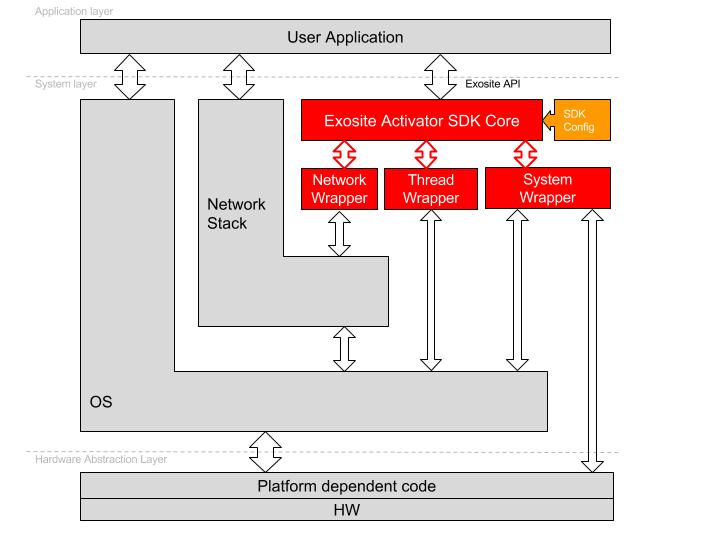 Application layer
User Application
System layer
Exosite API
Exosite Activator SDK Core
SDK
Config
Network
Wrapper
Thread
Wrapper
System
Wrapper
Network
Stack
OS
Hardware Abstraction Layer
Platform dependent code
HW